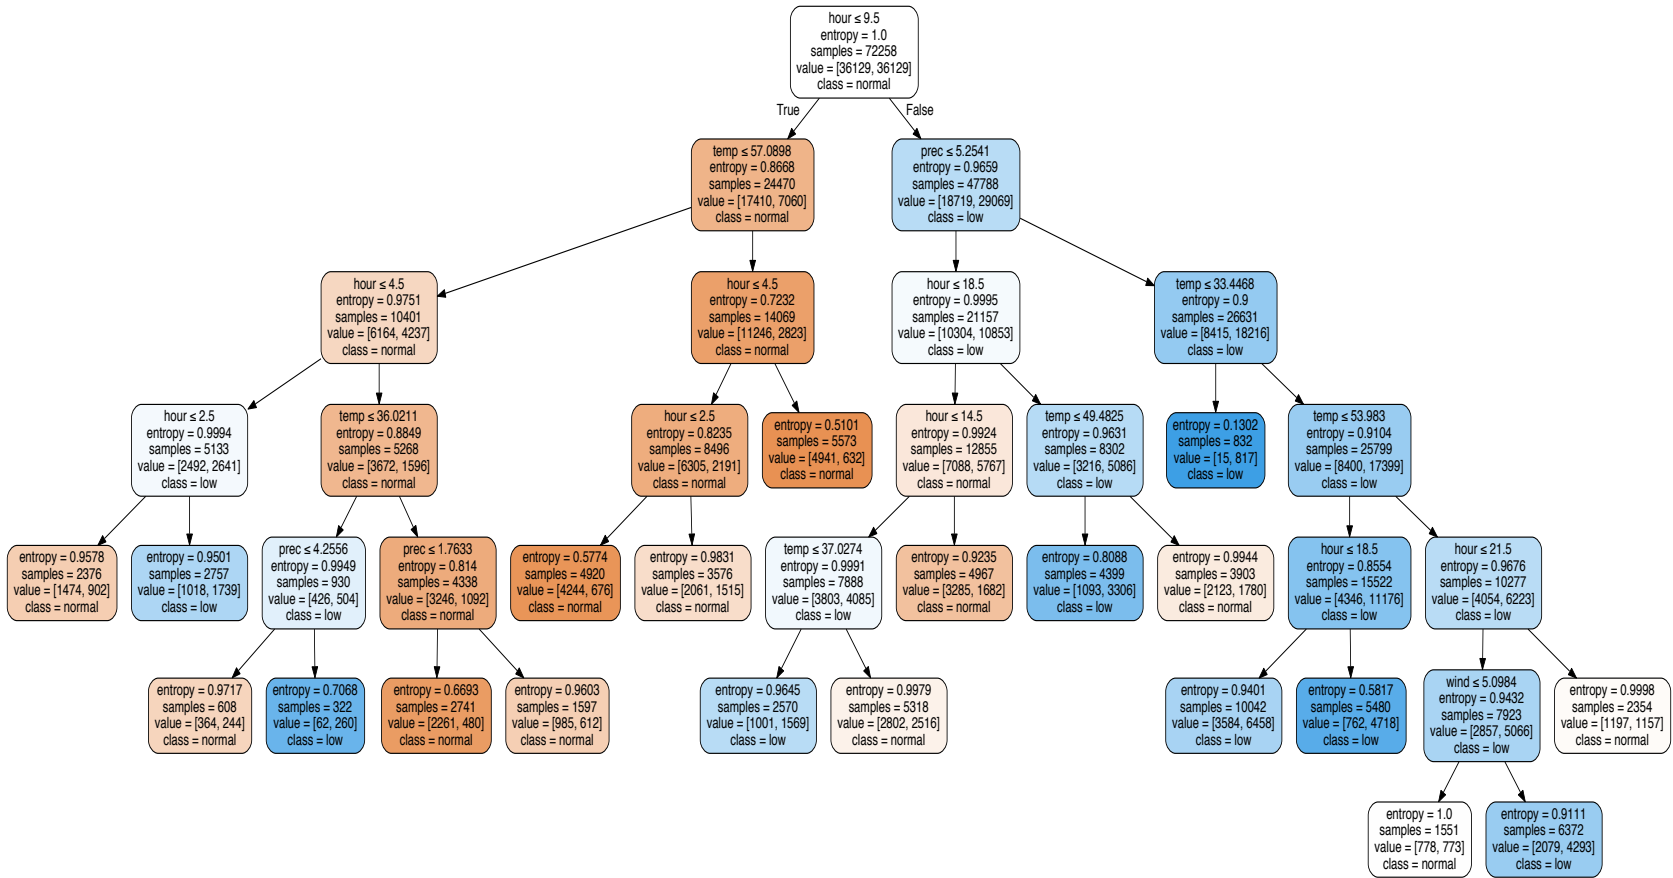 hour ≤ 9.5
entropy = 1.0
samples = 72258
value = [36129, 36129]
class = normal
True
False
temp ≤ 57.0898
entropy = 0.8668
samples = 24470
value = [17410, 7060]
class = normal
prec ≤ 5.2541
entropy = 0.9659
samples = 47788
value = [18719, 29069]
class = low
hour ≤ 4.5
entropy = 0.9751
samples = 10401
value = [6164, 4237]
class = normal
hour ≤ 4.5
entropy = 0.7232
samples = 14069
value = [11246, 2823]
class = normal
hour ≤ 18.5
entropy = 0.9995
samples = 21157
value = [10304, 10853]
class = low
temp ≤ 33.4468
entropy = 0.9
samples = 26631
value = [8415, 18216]
class = low
hour ≤ 2.5
entropy = 0.9994
samples = 5133
value = [2492, 2641]
class = low
temp ≤ 36.0211
entropy = 0.8849
samples = 5268
value = [3672, 1596]
class = normal
hour ≤ 2.5
entropy = 0.8235
samples = 8496
value = [6305, 2191]
class = normal
entropy = 0.5101
samples = 5573
value = [4941, 632]
class = normal
hour ≤ 14.5
entropy = 0.9924
samples = 12855
value = [7088, 5767]
class = normal
temp ≤ 49.4825
entropy = 0.9631
samples = 8302
value = [3216, 5086]
class = low
entropy = 0.1302
samples = 832
value = [15, 817]
class = low
temp ≤ 53.983
entropy = 0.9104
samples = 25799
value = [8400, 17399]
class = low
entropy = 0.9578
samples = 2376
value = [1474, 902]
class = normal
entropy = 0.9501
samples = 2757
value = [1018, 1739]
class = low
prec ≤ 4.2556
entropy = 0.9949
samples = 930
value = [426, 504]
class = low
prec ≤ 1.7633
entropy = 0.814
samples = 4338
value = [3246, 1092]
class = normal
entropy = 0.5774
samples = 4920
value = [4244, 676]
class = normal
entropy = 0.9831
samples = 3576
value = [2061, 1515]
class = normal
temp ≤ 37.0274
entropy = 0.9991
samples = 7888
value = [3803, 4085]
class = low
entropy = 0.9235
samples = 4967
value = [3285, 1682]
class = normal
entropy = 0.8088
samples = 4399
value = [1093, 3306]
class = low
entropy = 0.9944
samples = 3903
value = [2123, 1780]
class = normal
hour ≤ 18.5
entropy = 0.8554
samples = 15522
value = [4346, 11176]
class = low
hour ≤ 21.5
entropy = 0.9676
samples = 10277
value = [4054, 6223]
class = low
entropy = 0.9717
samples = 608
value = [364, 244]
class = normal
entropy = 0.7068
samples = 322
value = [62, 260]
class = low
entropy = 0.6693
samples = 2741
value = [2261, 480]
class = normal
entropy = 0.9603
samples = 1597
value = [985, 612]
class = normal
entropy = 0.9645
samples = 2570
value = [1001, 1569]
class = low
entropy = 0.9979
samples = 5318
value = [2802, 2516]
class = normal
entropy = 0.9401
samples = 10042
value = [3584, 6458]
class = low
entropy = 0.5817
samples = 5480
value = [762, 4718]
class = low
wind ≤ 5.0984
entropy = 0.9432
samples = 7923
value = [2857, 5066]
class = low
entropy = 0.9998
samples = 2354
value = [1197, 1157]
class = normal
entropy = 1.0
samples = 1551
value = [778, 773]
class = normal
entropy = 0.9111
samples = 6372
value = [2079, 4293]
class = low